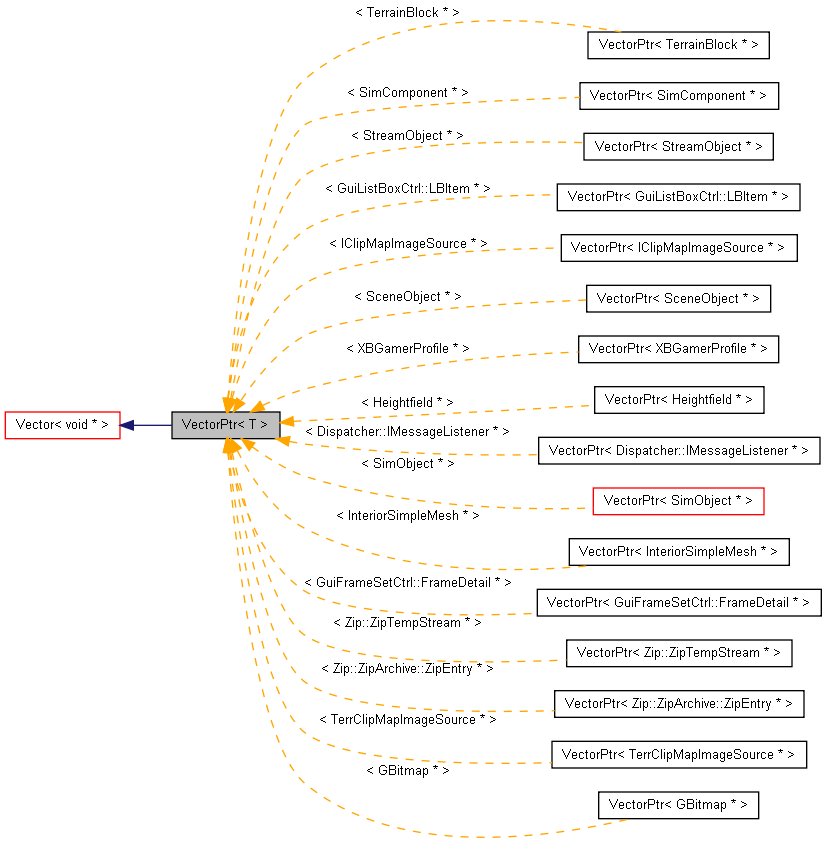 < TerrainBlock * >
VectorPtr< TerrainBlock * >
< SimComponent * >
VectorPtr< SimComponent * >
< StreamObject * >
VectorPtr< StreamObject * >
< GuiListBoxCtrl::LBItem * >
VectorPtr< GuiListBoxCtrl::LBItem * >
< IClipMapImageSource * >
VectorPtr< IClipMapImageSource * >
< SceneObject * >
VectorPtr< SceneObject * >
< XBGamerProfile * >
VectorPtr< XBGamerProfile * >
< Heightfield * >
VectorPtr< Heightfield * >
Vector< void * >
VectorPtr< T >
< Dispatcher::IMessageListener * >
VectorPtr< Dispatcher::IMessageListener * >
< SimObject * >
VectorPtr< SimObject * >
< InteriorSimpleMesh * >
VectorPtr< InteriorSimpleMesh * >
< GuiFrameSetCtrl::FrameDetail * >
VectorPtr< GuiFrameSetCtrl::FrameDetail * >
< Zip::ZipTempStream * >
VectorPtr< Zip::ZipTempStream * >
< Zip::ZipArchive::ZipEntry * >
VectorPtr< Zip::ZipArchive::ZipEntry * >
< TerrClipMapImageSource * >
VectorPtr< TerrClipMapImageSource * >
< GBitmap * >
VectorPtr< GBitmap * >